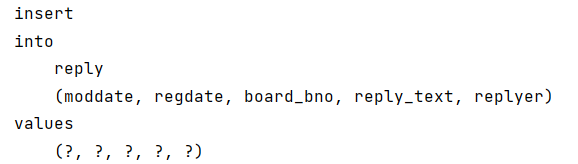 insert
into
reply
(moddate, regdate, board_bno, reply_text, replyer)
values
(?, ?, ?, ?, ?)